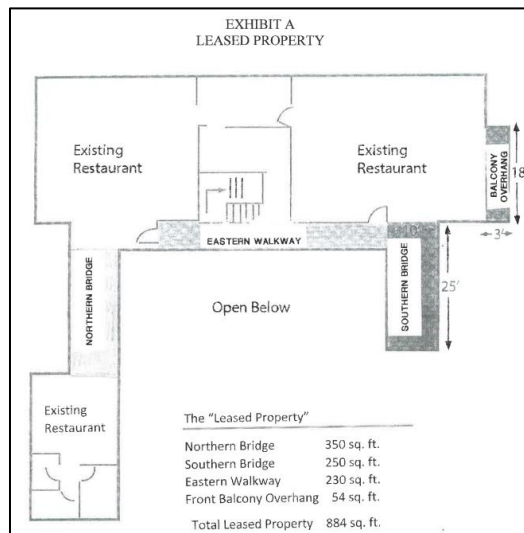 EXHIBIT A
LEASED PROPERTY
Existing
Restaurant
Existing
Restaurant
BALCONY
OVERHANG
18'
3'
EASTERN WALKWAY
10'
NORTHERN BRIDGE
SOUTHERN BRIDGE
25'
Open Below
Existing
Restaurant
The "Leased Property"
Northern Bridge 350 sq. ft.
Southern Bridge 250 sq. ft.
Eastern Walkway 230 sq. ft.
Front Balcony Overhang 54 sq. ft.
Total Leased Property 884 sq. ft.